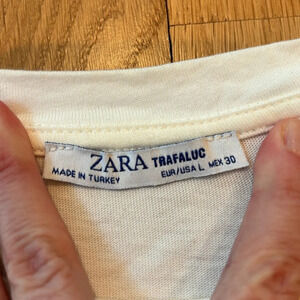 ZARA TRAFALUC
MADE IN TURKEY EUR/USA L MEX 30